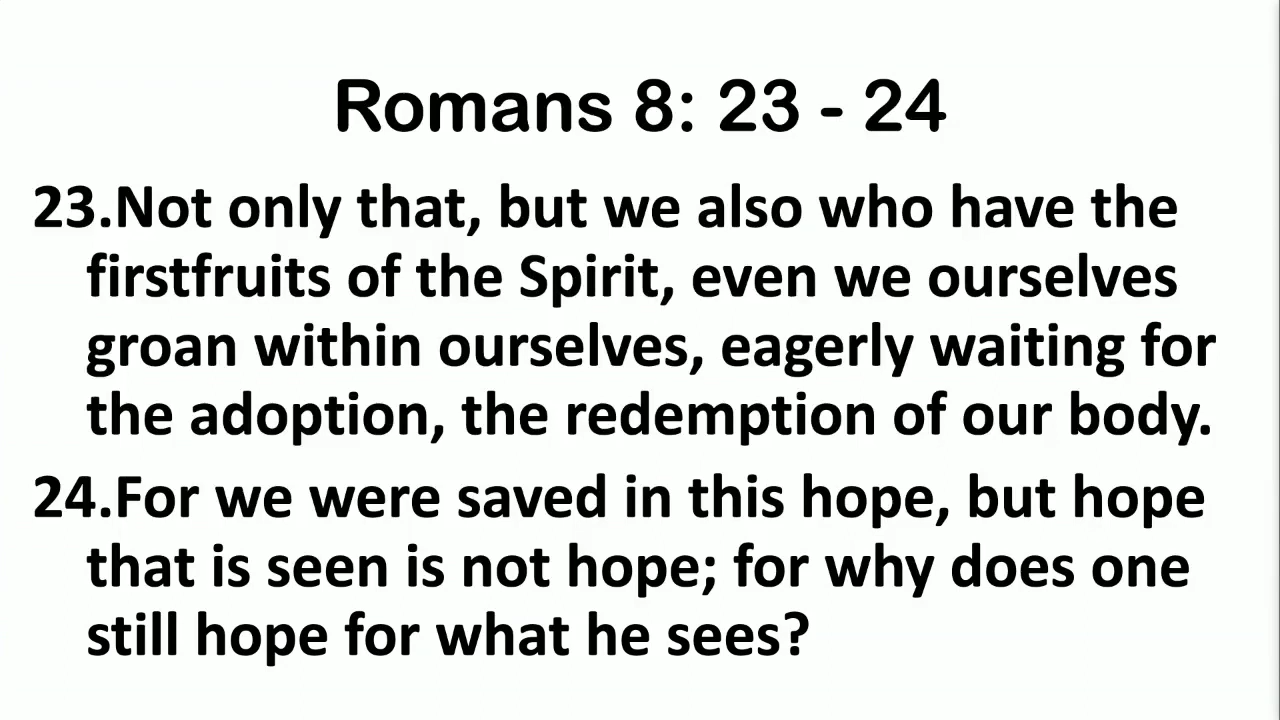 Romans 8: 23 - 24
23.Not only that, but we also who have the
firstfruits of the Spirit, even we ourselves
groan within ourselves, eagerly waiting for
the adoption, the redemption of our body.
24.For we were saved in this hope, but hope
that is seen is not hope; for why does one
still hope for what he sees?